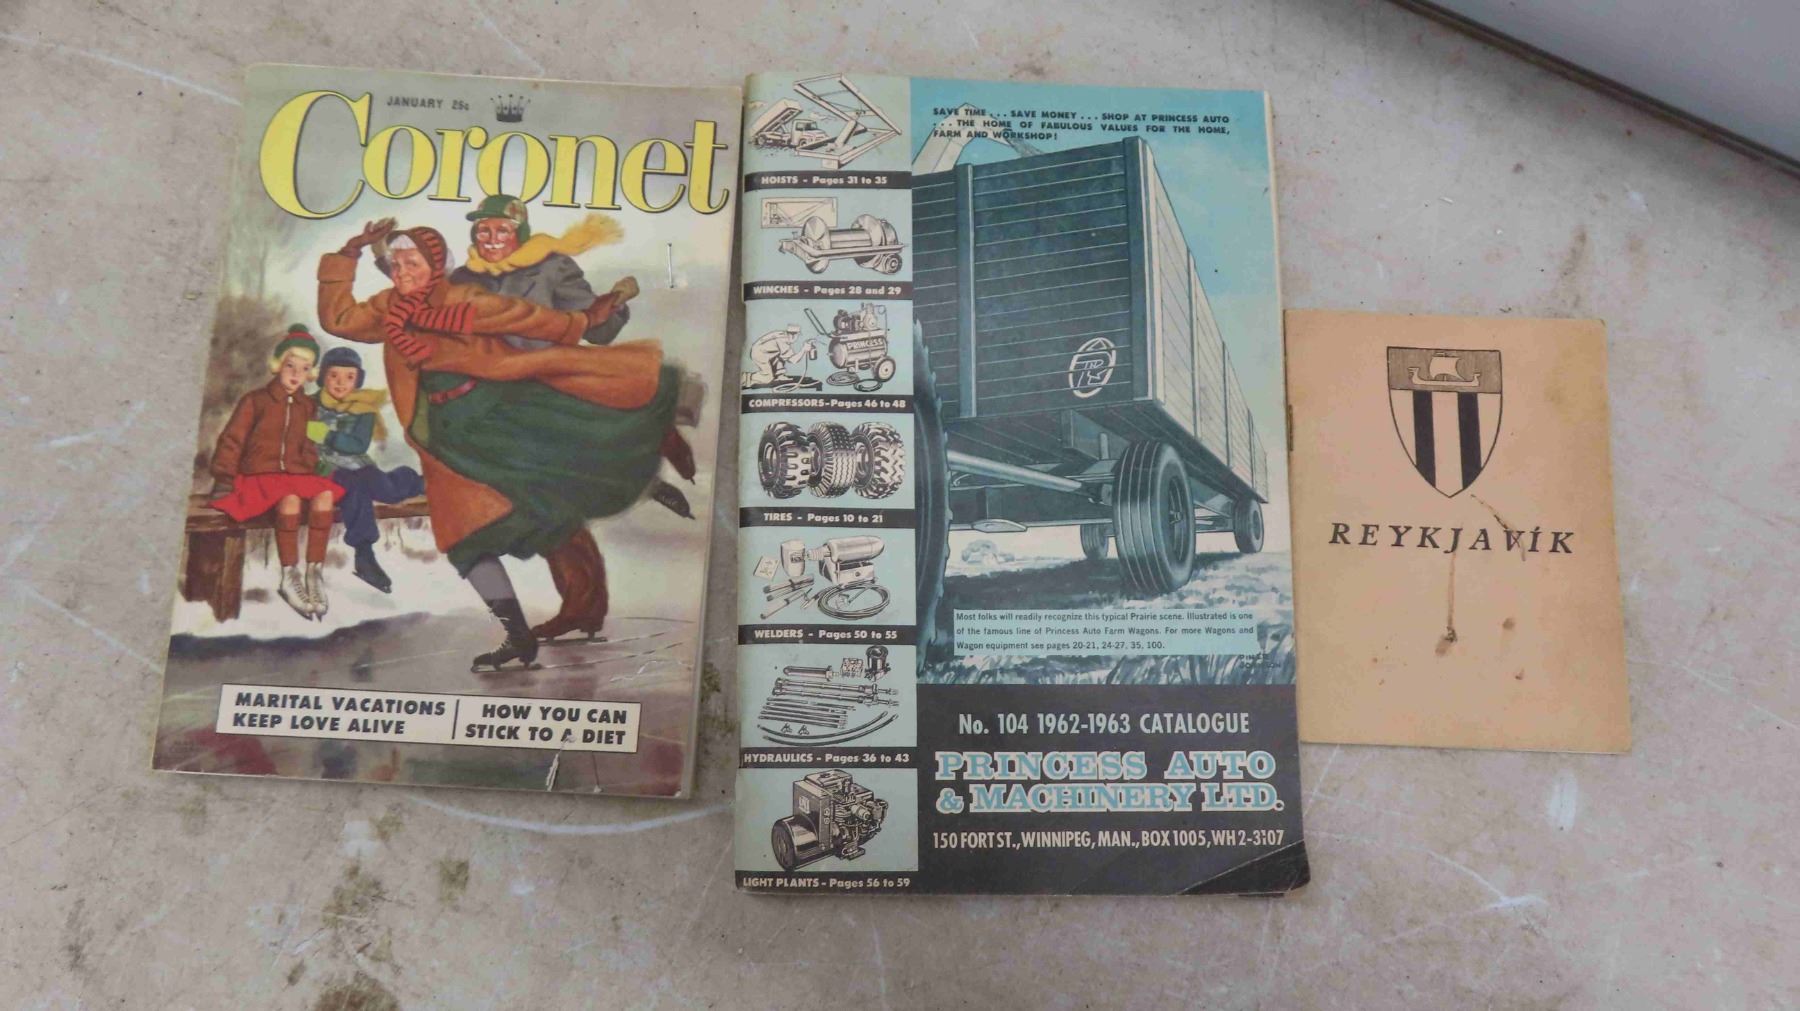 JANUARY 25¢
Coronet
MARITAL VACATIONS
KEEP LOVE ALIVE
HOW YOU CAN
STICK TO A DIET
HOISTS - Pages 31 to 35
WINCHES - Pages 28 and 29
PRINCESS
COMPRESSORS-Pages 46 to 48
TIRES - Pages 10 to 21
WELDERS - Pages 50 to 55
HYDRAULICS - Pages 36 to 43
LIGHT PLANTS - Pages 56 to 59
SAVE TIME ... SAVE MONEY ... SHOP AT PRINCESS AUTO
... THE HOME OF FABULOUS VALUES FOR THE HOME,
FARM AND WORKSHOP!
Most folks will readily recognize this typical Prairie scene. Illustrated is one
of the famous line of Princess Auto Farm Wagons. For more Wagons and
Wagon equipment see pages 20-21, 24-27, 35, 100.
No. 104 1962-1963 CATALOGUE
PRINCESS AUTO
& MACHINERY LTD.
150 FORT ST., WINNIPEG, MAN., BOX 1005, WH 2-3107
REYKJAVÍK